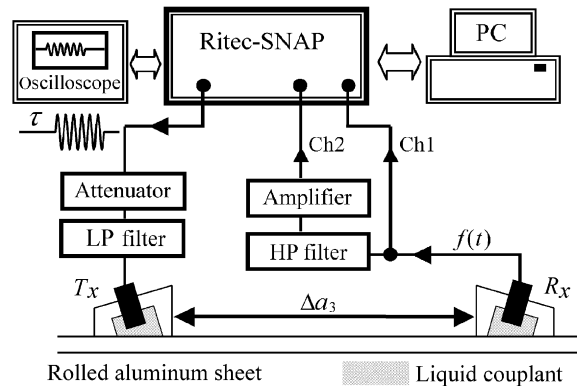 Ritec-SNAP
PC
Oscilloscope
τ
Ch2
Ch1
Attenuator
Amplifier
LP filter
HP filter
f(t)
Tx
Rx
Δa3
Rolled aluminum sheet
Liquid couplant